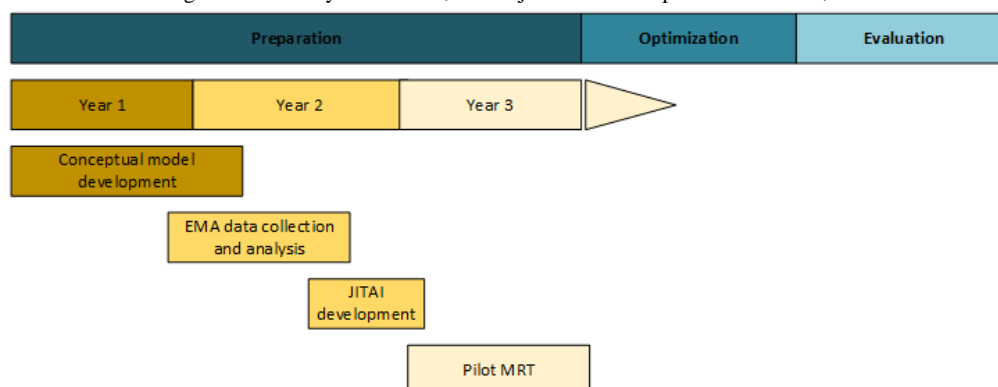 Preparation
Optimization
Evaluation
Year 1
Year 2
Year 3
Conceptual model
development
EMA data collection
and analysis
JITAI
development
Pilot MRT